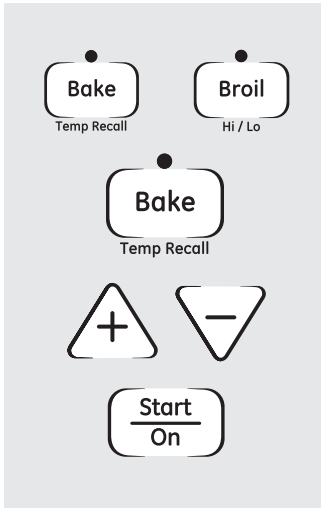 Bake Broil
Temp Recall Hi / Lo
Bake
Temp Recall
+ −
Start
On